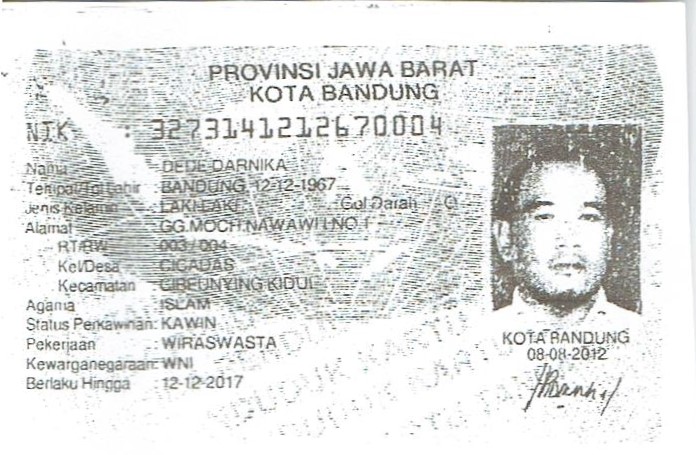 PROVINSI JAWA BARAT
KOTA BANDUNG
NIK : 3273141212670004
Nama : DEDE DARNIKA
Tempat/Tgl Lahir : BANDUNG, 12-12-1967
Jenis Kelamin : LAKI-LAKI Gol Darah : O
Alamat : GG.MOCH.NAWAWI I NO 1
RT/RW : 003 / 004
Kel/Desa : CICADAS
Kecamatan : CIBEUNYING KIDUL
Agama : ISLAM
Status Perkawinan: KAWIN
Pekerjaan : WIRASWASTA
Kewarganegaraan: WNI
Berlaku Hingga : 12-12-2017
KOTA BANDUNG
08-08-2012